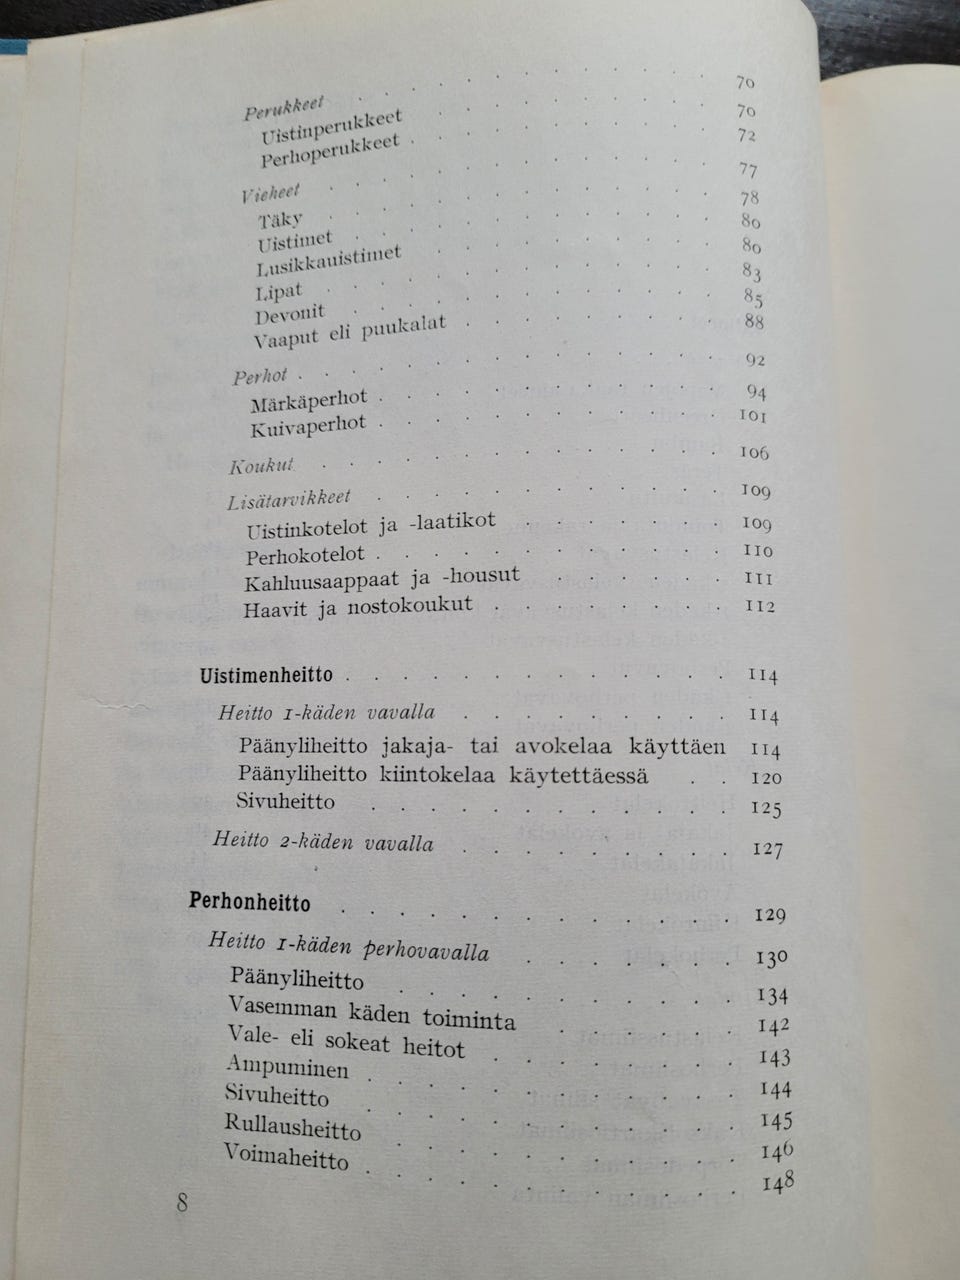 Perukkeet . . . . . . . . . . . . 70
Uistinperukkeet . . . . . . . . . 70
Perhoperukkeet . . . . . . . . . . 72
Vieheet . . . . . . . . . . . . . 77
Täky . . . . . . . . . . . . . 78
Uistimet . . . . . . . . . . . . 80
Lusikkauistimet . . . . . . . . . 80
Lipat . . . . . . . . . . . . . 83
Devonit . . . . . . . . . . . . 85
Vaaput eli puukalat . . . . . . . . 88
Perhot . . . . . . . . . . . . . . 92
Märkäperhot . . . . . . . . . . . 94
Kuivaperhot . . . . . . . . . . . 101
Koukut . . . . . . . . . . . . . 106
Lisätarvikkeet . . . . . . . . . . . 109
Uistinkotelot ja -laatikot . . . . . . 109
Perhokotelot . . . . . . . . . . . 110
Kahluusaappaat ja -housut . . . . . 111
Haavit ja nostokoukut . . . . . . . 112
Uistimenheitto . . . . . . . . . . . . 114
Heitto 1-käden vavalla . . . . . . . . 114
Päänyliheitto jakaja- tai avokelaa käyttäen 114
Päänyliheitto kiintokelaa käytettäessä . . 120
Sivuheitto . . . . . . . . . . . 125
Heitto 2-käden vavalla . . . . . . . . 127
Perhonheitto . . . . . . . . . . . . 129
Heitto 1-käden perhovavalla . . . . . . 130
Päänyliheitto . . . . . . . . . . 134
Vasemman käden toiminta . . . . . 142
Vale- eli sokeat heitot . . . . . . . 143
Ampuminen . . . . . . . . . . . 144
Sivuheitto . . . . . . . . . . . 145
Rullausheitto . . . . . . . . . . 146
Voimaheitto . . . . . . . . . . . 148
8